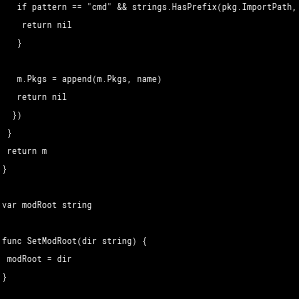 if pattern == "cmd" && strings.HasPrefix(pkg.ImportPath,
return nil
}
m.Pkgs = append(m.Pkgs, name)
return nil
})
}
return m
}
var modRoot string
func SetModRoot(dir string) {
modRoot = dir
}